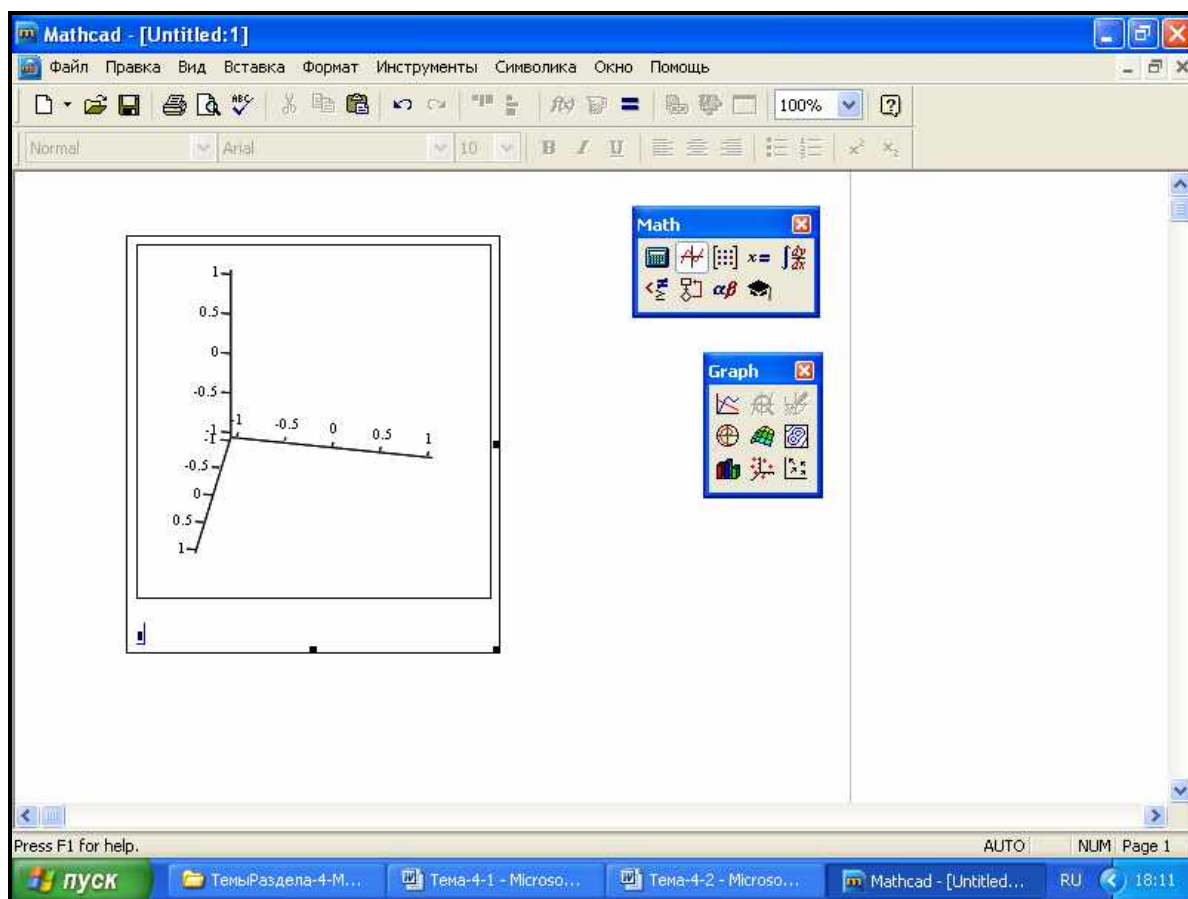 Mathcad - [Untitled:1]
Файл Правка Вид Вставка Формат Инструменты Символика Окно Помощь
100%
Normal Arial 10 B I U x² x₂
Math
x=
αβ
Graph
1
0.5
0
-0.5
-1
-1 -0.5 0 0.5 1
-1
-0.5
0
0.5
1
Press F1 for help. AUTO NUM Page 1
пуск ТемыРаздела-4-М... Тема-4-1 - Microso... Тема-4-2 - Microso... Mathcad - [Untitled... RU 18:11